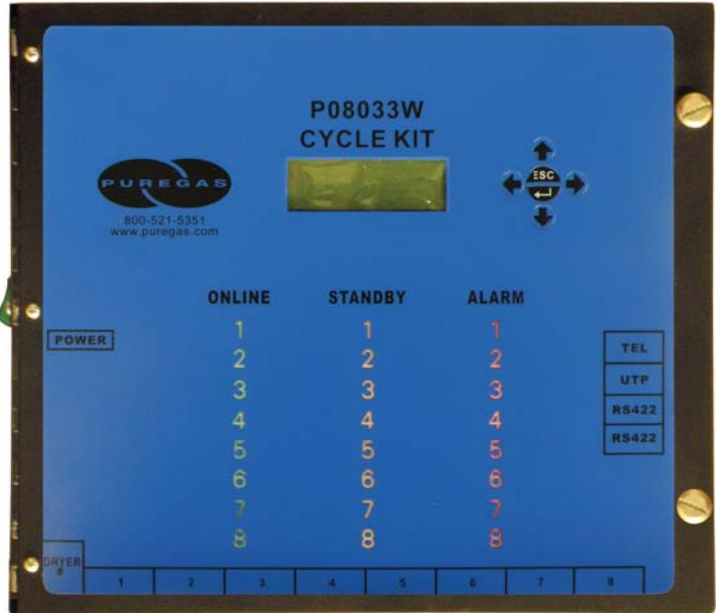 P08033W
CYCLE KIT
PUREGAS
800-521-5351
www.puregas.com
ESC
ONLINE STANDBY ALARM
1 1 1
2 2 2
3 3 3
4 4 4
5 5 5
6 6 6
7 7 7
8 8 8
POWER
TEL
UTP
RS422
RS422
DRYER
#
1 2 3 4 5 6 7 8